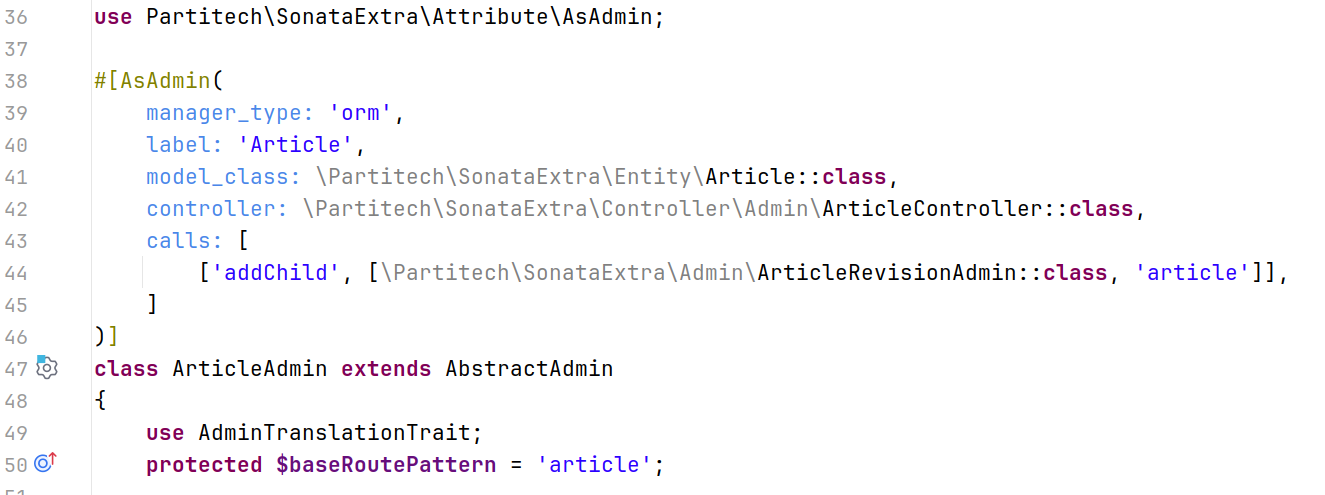 36 use Partitech\SonataExtra\Attribute\AsAdmin;
37
38 #[AsAdmin(
39     manager_type: 'orm',
40     label: 'Article',
41     model_class: \Partitech\SonataExtra\Entity\Article::class,
42     controller: \Partitech\SonataExtra\Controller\Admin\ArticleController::class,
43     calls: [
44         ['addChild', [\Partitech\SonataExtra\Admin\ArticleRevisionAdmin::class, 'article']],
45     ]
46 )]
47 class ArticleAdmin extends AbstractAdmin
48 {
49     use AdminTranslationTrait;
50     protected $baseRoutePattern = 'article';